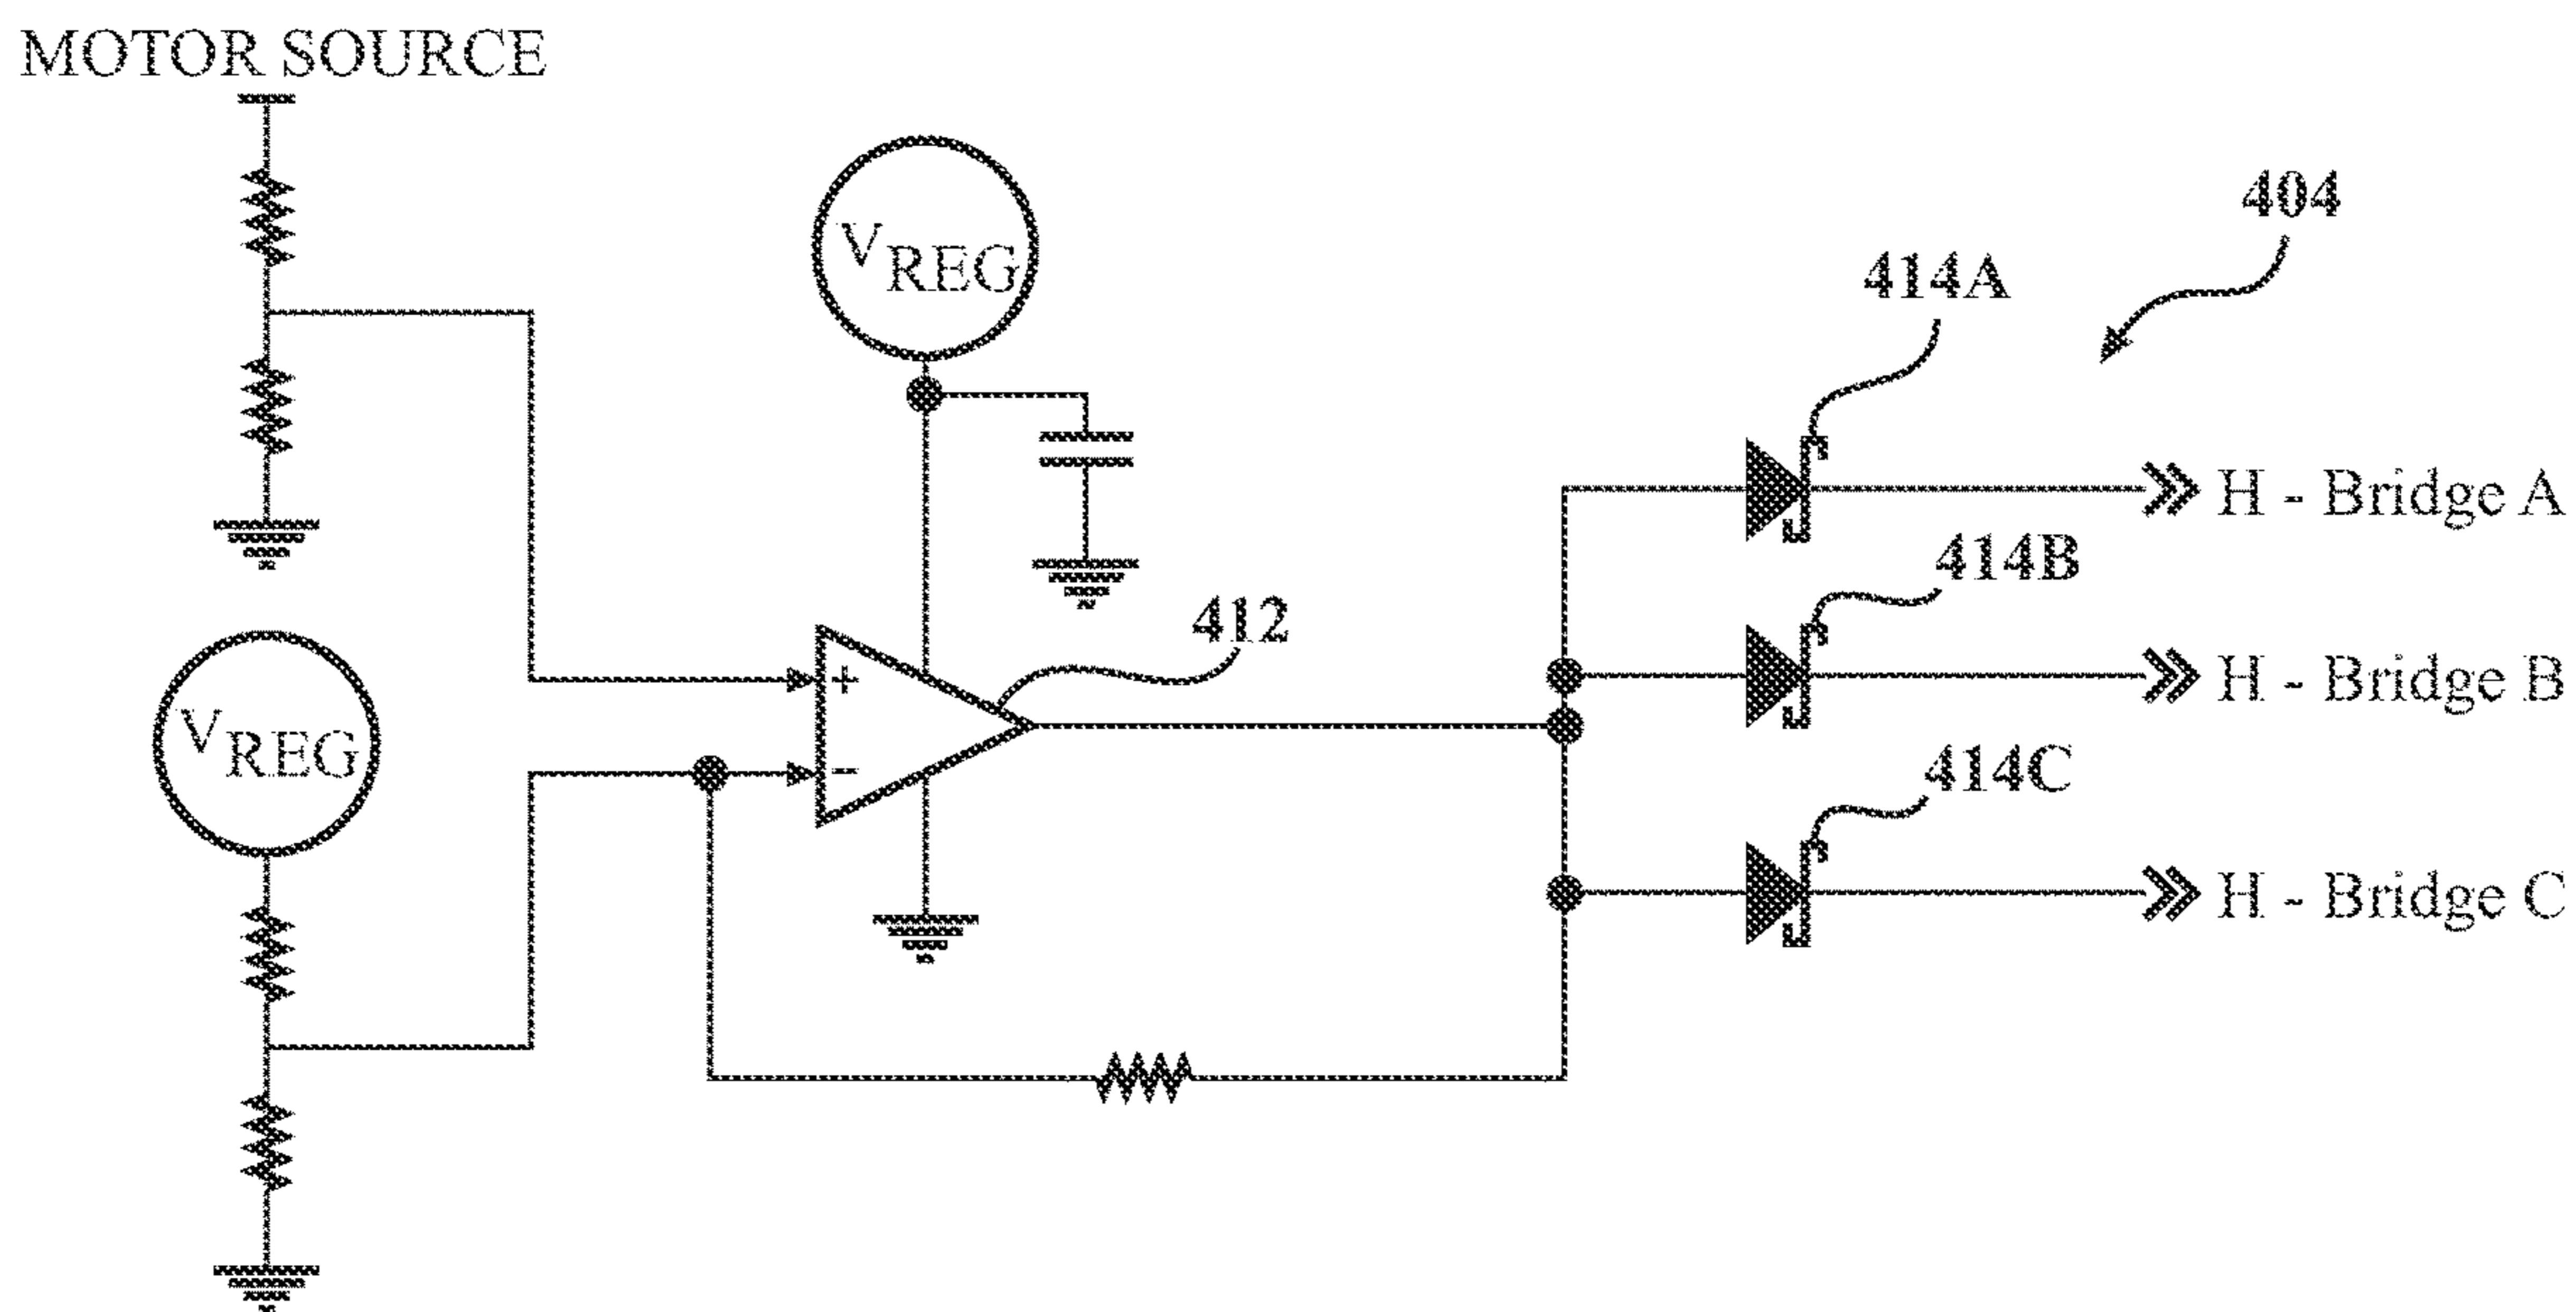 MOTOR SOURCE
VREG
404
414A
H - Bridge A
414B
412
+
H - Bridge B
VREG
-
414C
H - Bridge C